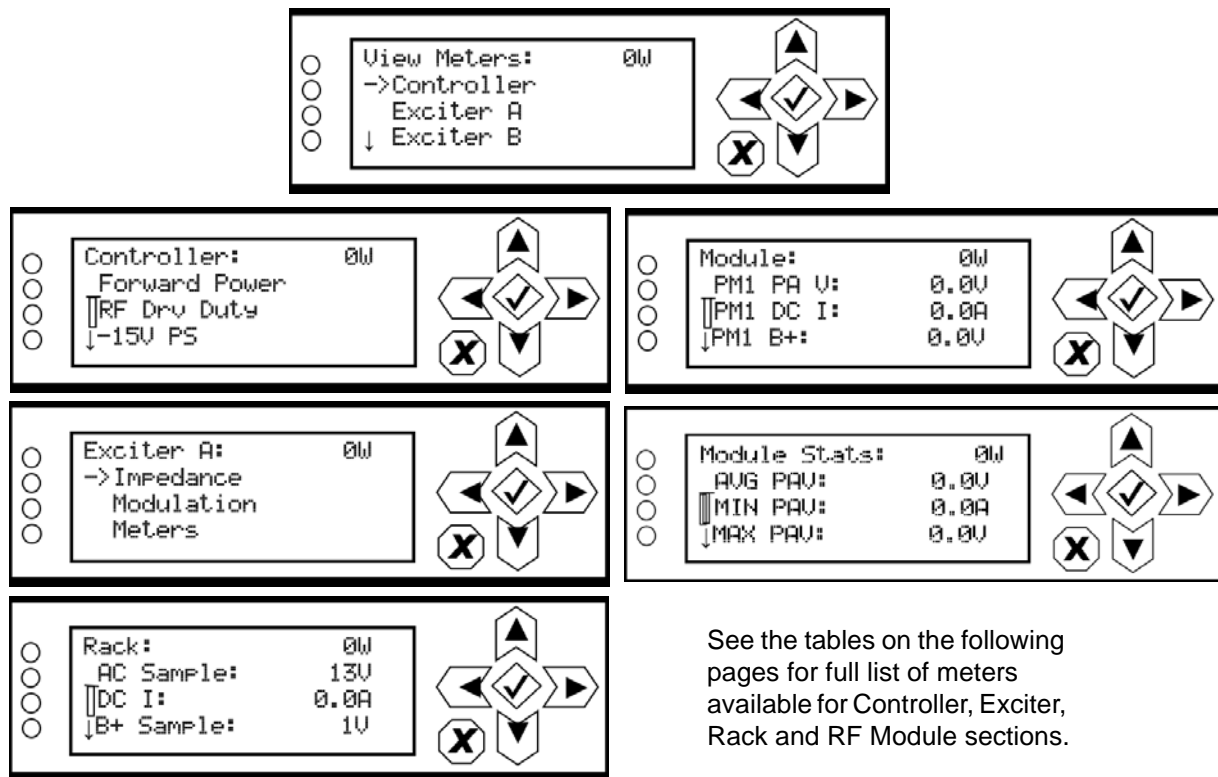 View Meters: 0W
->Controller
Exciter A
↓ Exciter B
X
Controller: 0W
Forward Power
RF Drv Duty
↓-15V PS
X
Module: 0W
PM1 PA V: 0.0V
PM1 DC I: 0.0A
↓PM1 B+: 0.0V
X
Exciter A: 0W
->Impedance
Modulation
Meters
X
Module Stats: 0W
AVG PAV: 0.0V
MIN PAV: 0.0A
↓MAX PAV: 0.0V
X
Rack: 0W
AC Sample: 13V
DC I: 0.0A
↓B+ Sample: 1V
X
See the tables on the following
pages for full list of meters
available for Controller, Exciter,
Rack and RF Module sections.